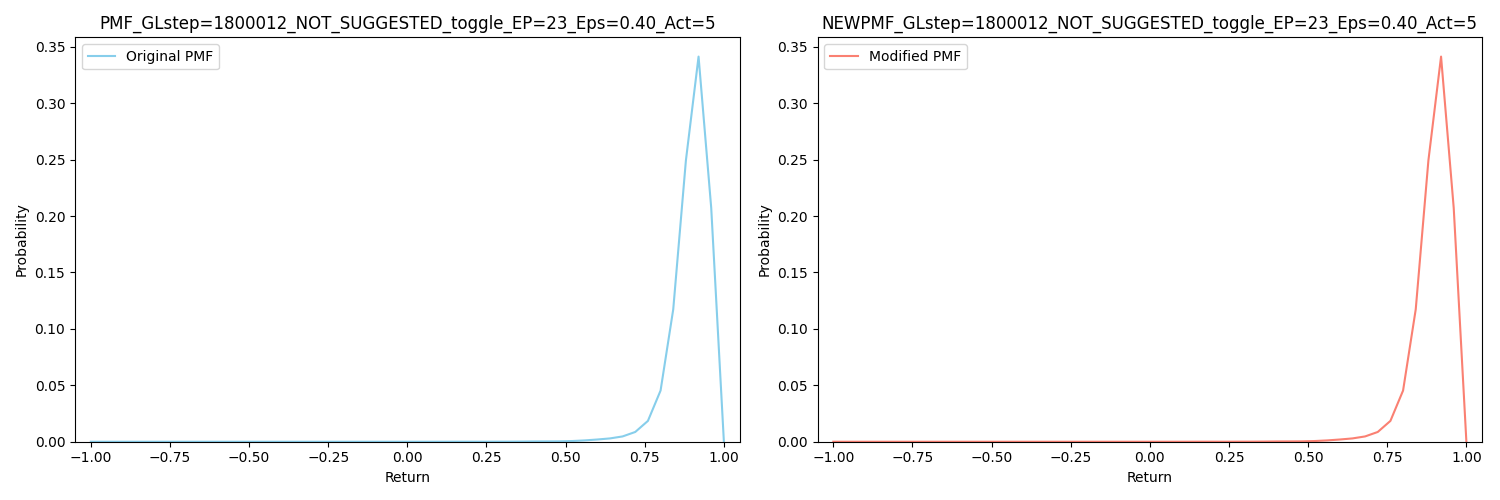 PMF_GLstep=1800012_NOT_SUGGESTED_toggle_EP=23_Eps=0.40_Act=5
Original PMF
Probability
0.35
0.30
0.25
0.20
0.15
0.10
0.05
0.00
−1.00 −0.75 −0.50 −0.25 0.00 0.25 0.50 0.75 1.00
Return
NEWPMF_GLstep=1800012_NOT_SUGGESTED_toggle_EP=23_Eps=0.40_Act=5
Modified PMF
Probability
0.35
0.30
0.25
0.20
0.15
0.10
0.05
0.00
−1.00 −0.75 −0.50 −0.25 0.00 0.25 0.50 0.75 1.00
Return